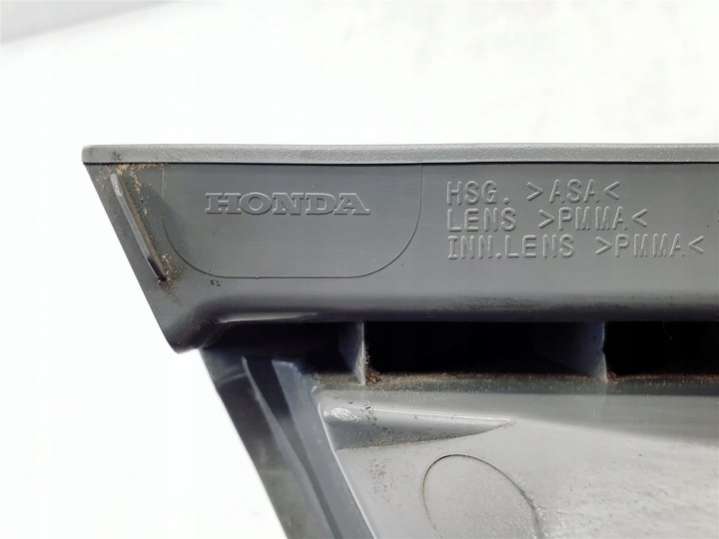 HONDA
HSG. >ASA<
LENS >PMMA<
INN.LENS >PMMA<